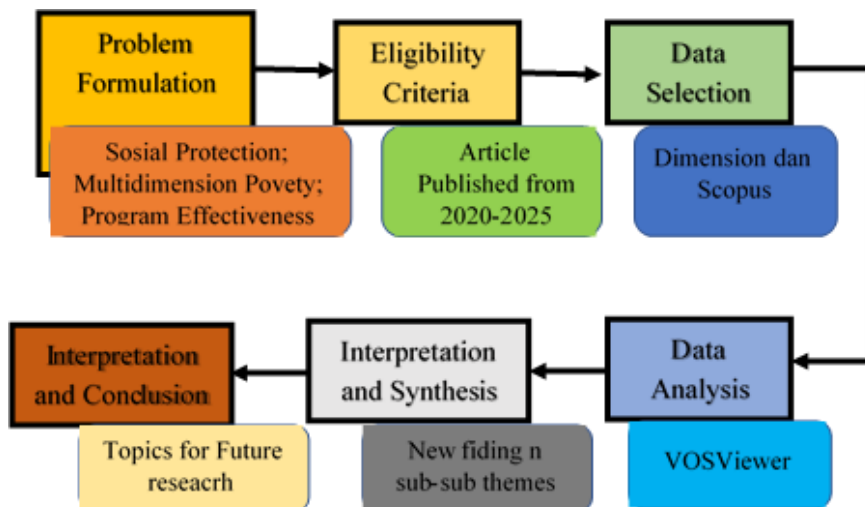 Problem
Formulation
Sosial Protection;
Multidimension Povety;
Program Effectiveness
Eligibility
Criteria
Article
Published from
2020-2025
Data
Selection
Dimension dan
Scopus
Data
Analysis
VOSViewer
Interpretation
and Synthesis
New fiding n
sub-sub themes
Interpretation
and Conclusion
Topics for Future
reseacrh